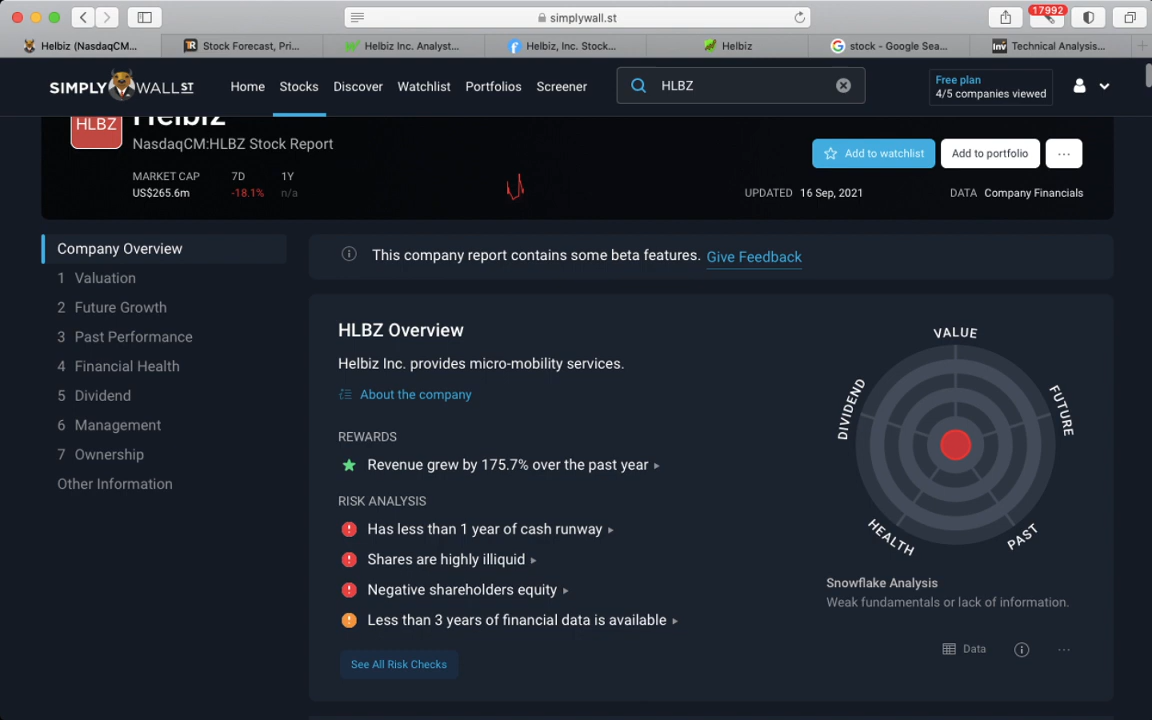 17992
simplywall.st
Helbiz (NasdaqCM...
Stock Forecast, Pri...
Helbiz Inc. Analyst...
Helbiz, Inc. Stock...
Helbiz
stock - Google Sea...
Technical Analysis...
SIMPLY WALL ST
Home
Stocks
Discover
Watchlist
Portfolios
Screener
HLBZ
Free plan
4/5 companies viewed
HLBZ
Helbiz
NasdaqCM:HLBZ Stock Report
Add to watchlist
Add to portfolio
...
MARKET CAP
US$265.6m
7D
-18.1%
1Y
n/a
UPDATED 16 Sep, 2021
DATA Company Financials
Company Overview
1 Valuation
2 Future Growth
3 Past Performance
4 Financial Health
5 Dividend
6 Management
7 Ownership
Other Information
This company report contains some beta features. Give Feedback
HLBZ Overview
Helbiz Inc. provides micro-mobility services.
About the company
REWARDS
Revenue grew by 175.7% over the past year
RISK ANALYSIS
Has less than 1 year of cash runway
Shares are highly illiquid
Negative shareholders equity
Less than 3 years of financial data is available
See All Risk Checks
VALUE
FUTURE
PAST
HEALTH
DIVIDEND
Snowflake Analysis
Weak fundamentals or lack of information.
Data
...